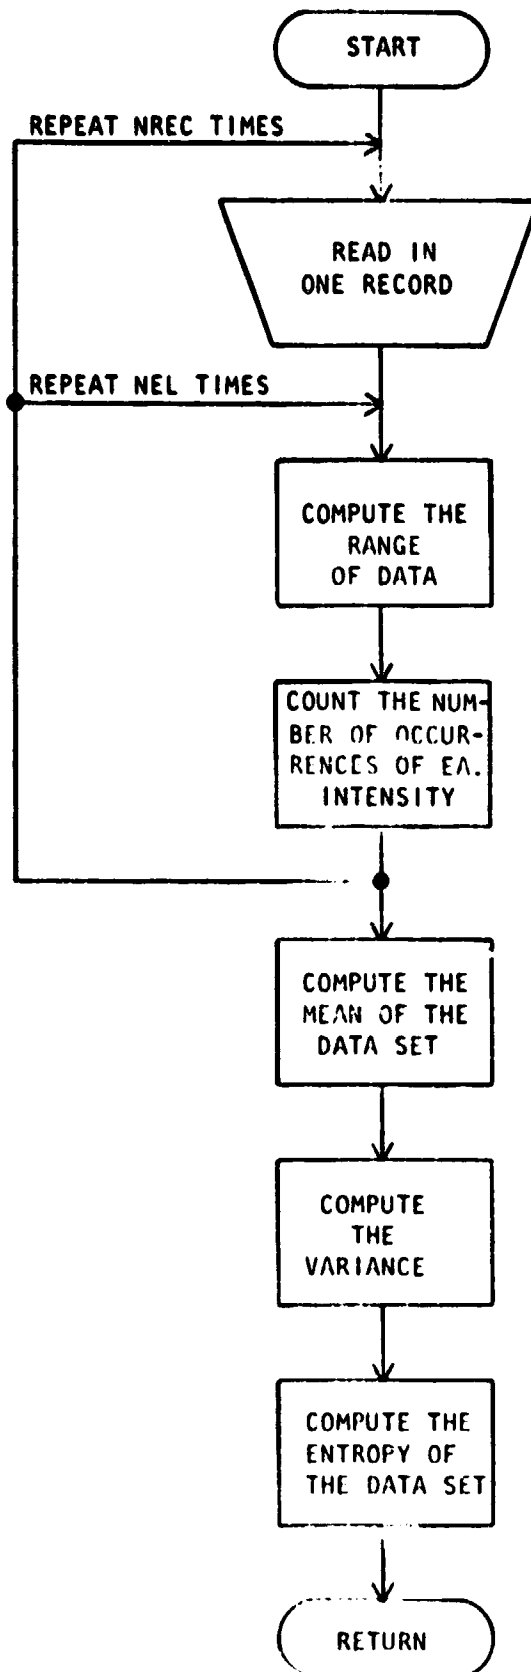 START
REPEAT NREC TIMES
READ IN
ONE RECORD
REPEAT NEL TIMES
COMPUTE THE
RANGE
OF DATA
COUNT THE NUM-
BER OF OCCUR-
RENCES OF EA.
INTENSITY
COMPUTE THE
MEAN OF THE
DATA SET
COMPUTE
THE
VARIANCE
COMPUTE THE
ENTROPY OF
THE DATA SET
RETURN